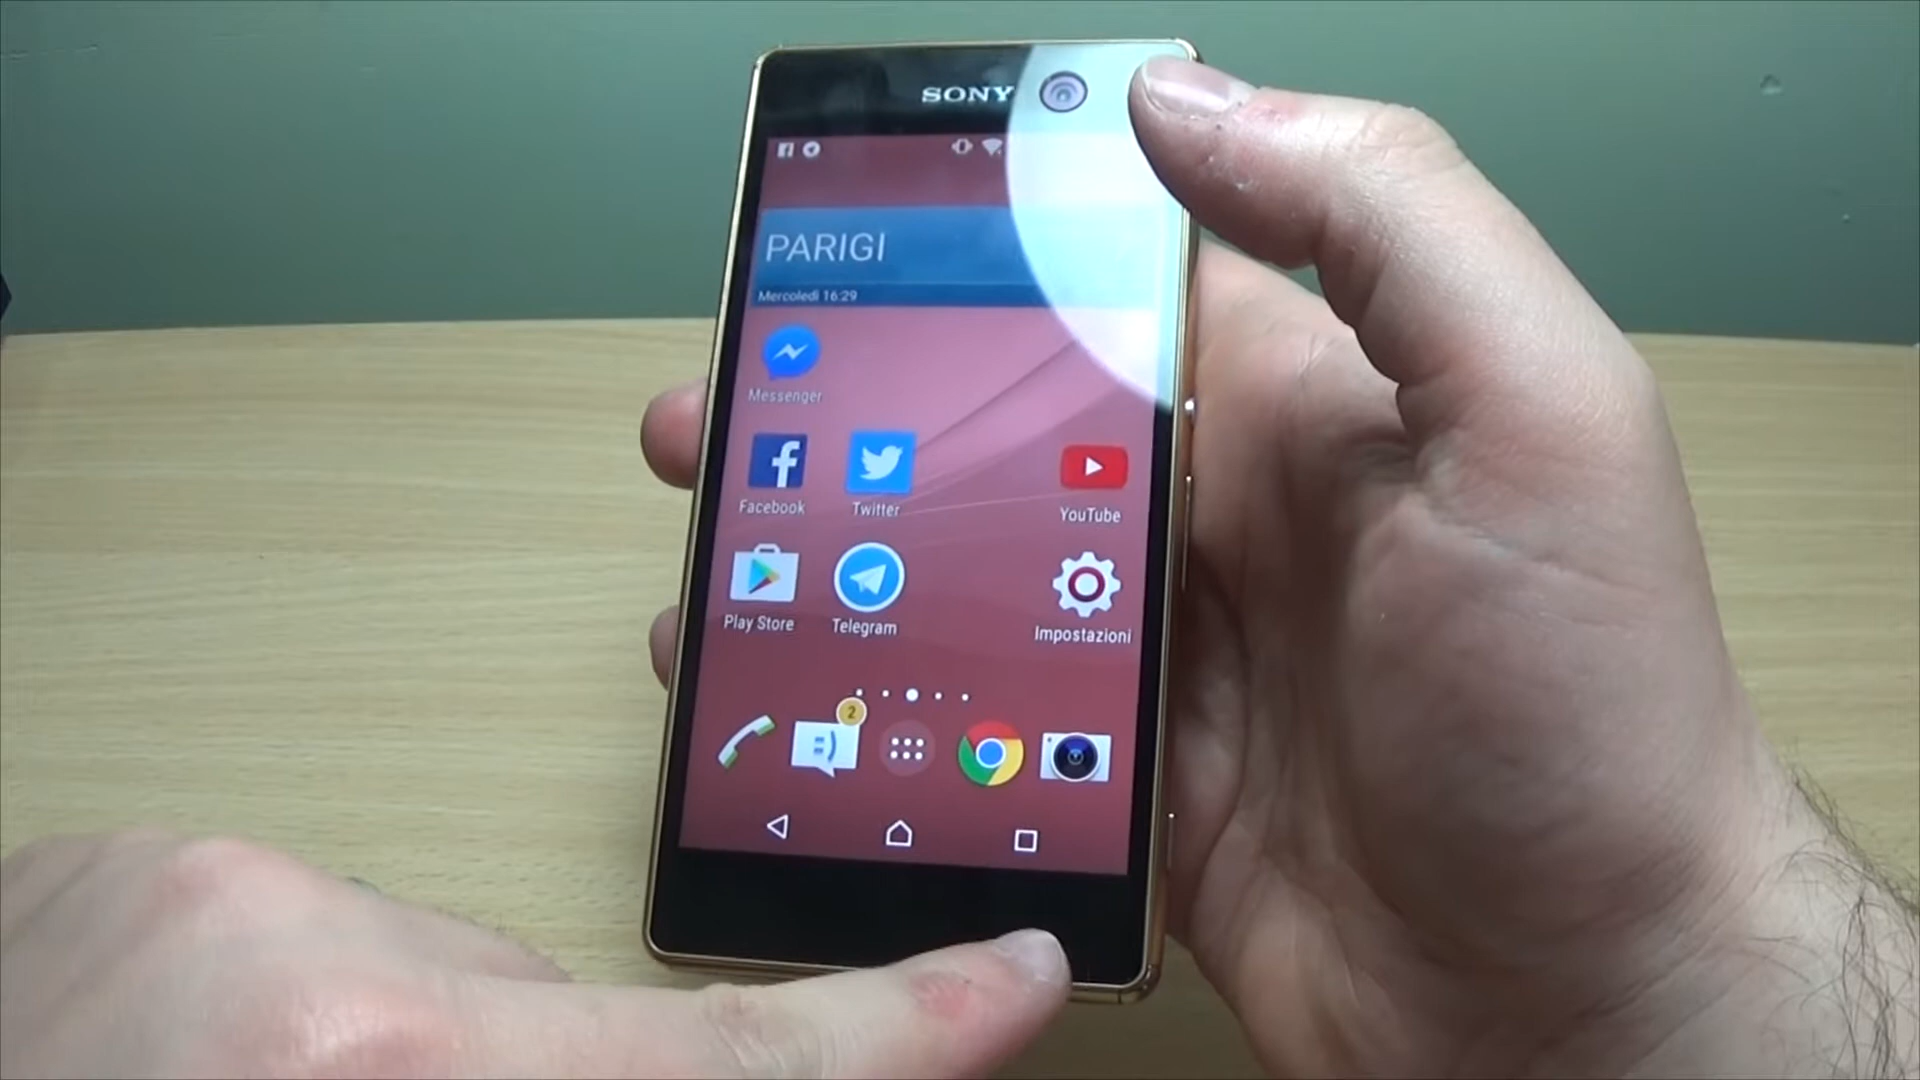 SONY
PARIGI
Mercoledì 16:29
Messenger
Facebook
Twitter
YouTube
Play Store
Telegram
Impostazioni
2